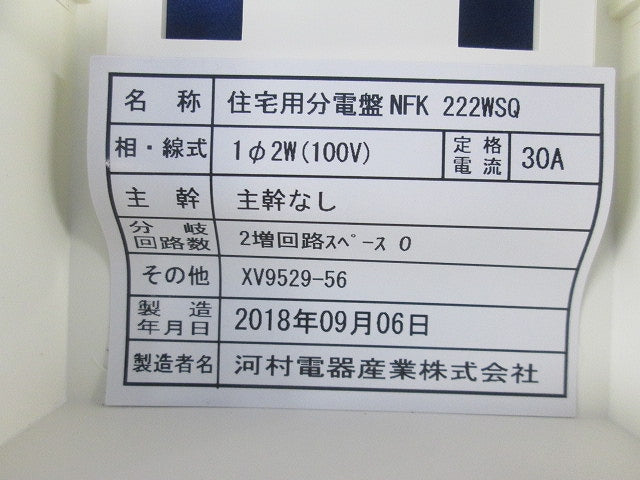 名称 住宅用分電盤 NFK 222WSQ
相・線式 1φ2W(100V) 定格電流 30A
主幹 主幹なし
分岐回路数 2増回路ｽﾍﾟｰｽ 0
その他 XV9529-56
製造年月日 2018年09月06日
製造者名 河村電器産業株式会社